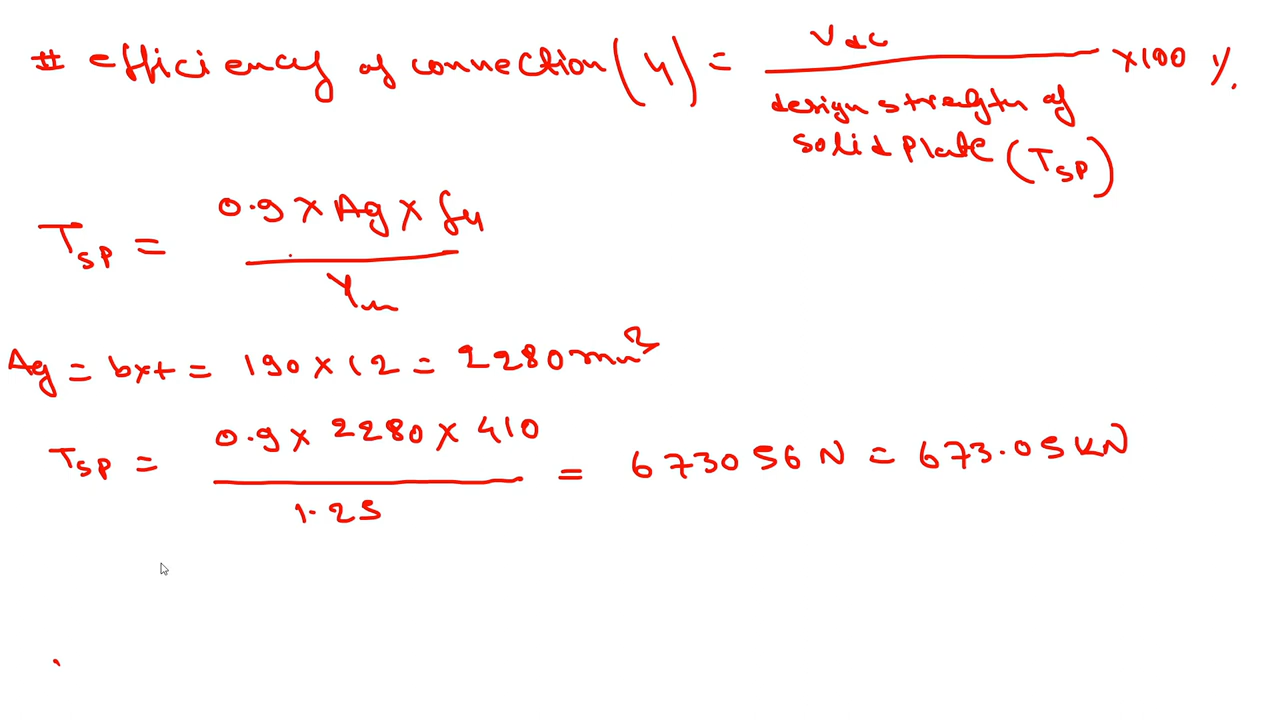 # efficiency of connection (η) = Vdc / design strength of solid plate (TSP) × 100 %.
TSP = 0.9 × Ag × fu / γm
Ag = b×t = 190 × 12 = 2280 mm²
TSP = 0.9 × 2280 × 410 / 1.25 = 673056 N = 673.05 KN